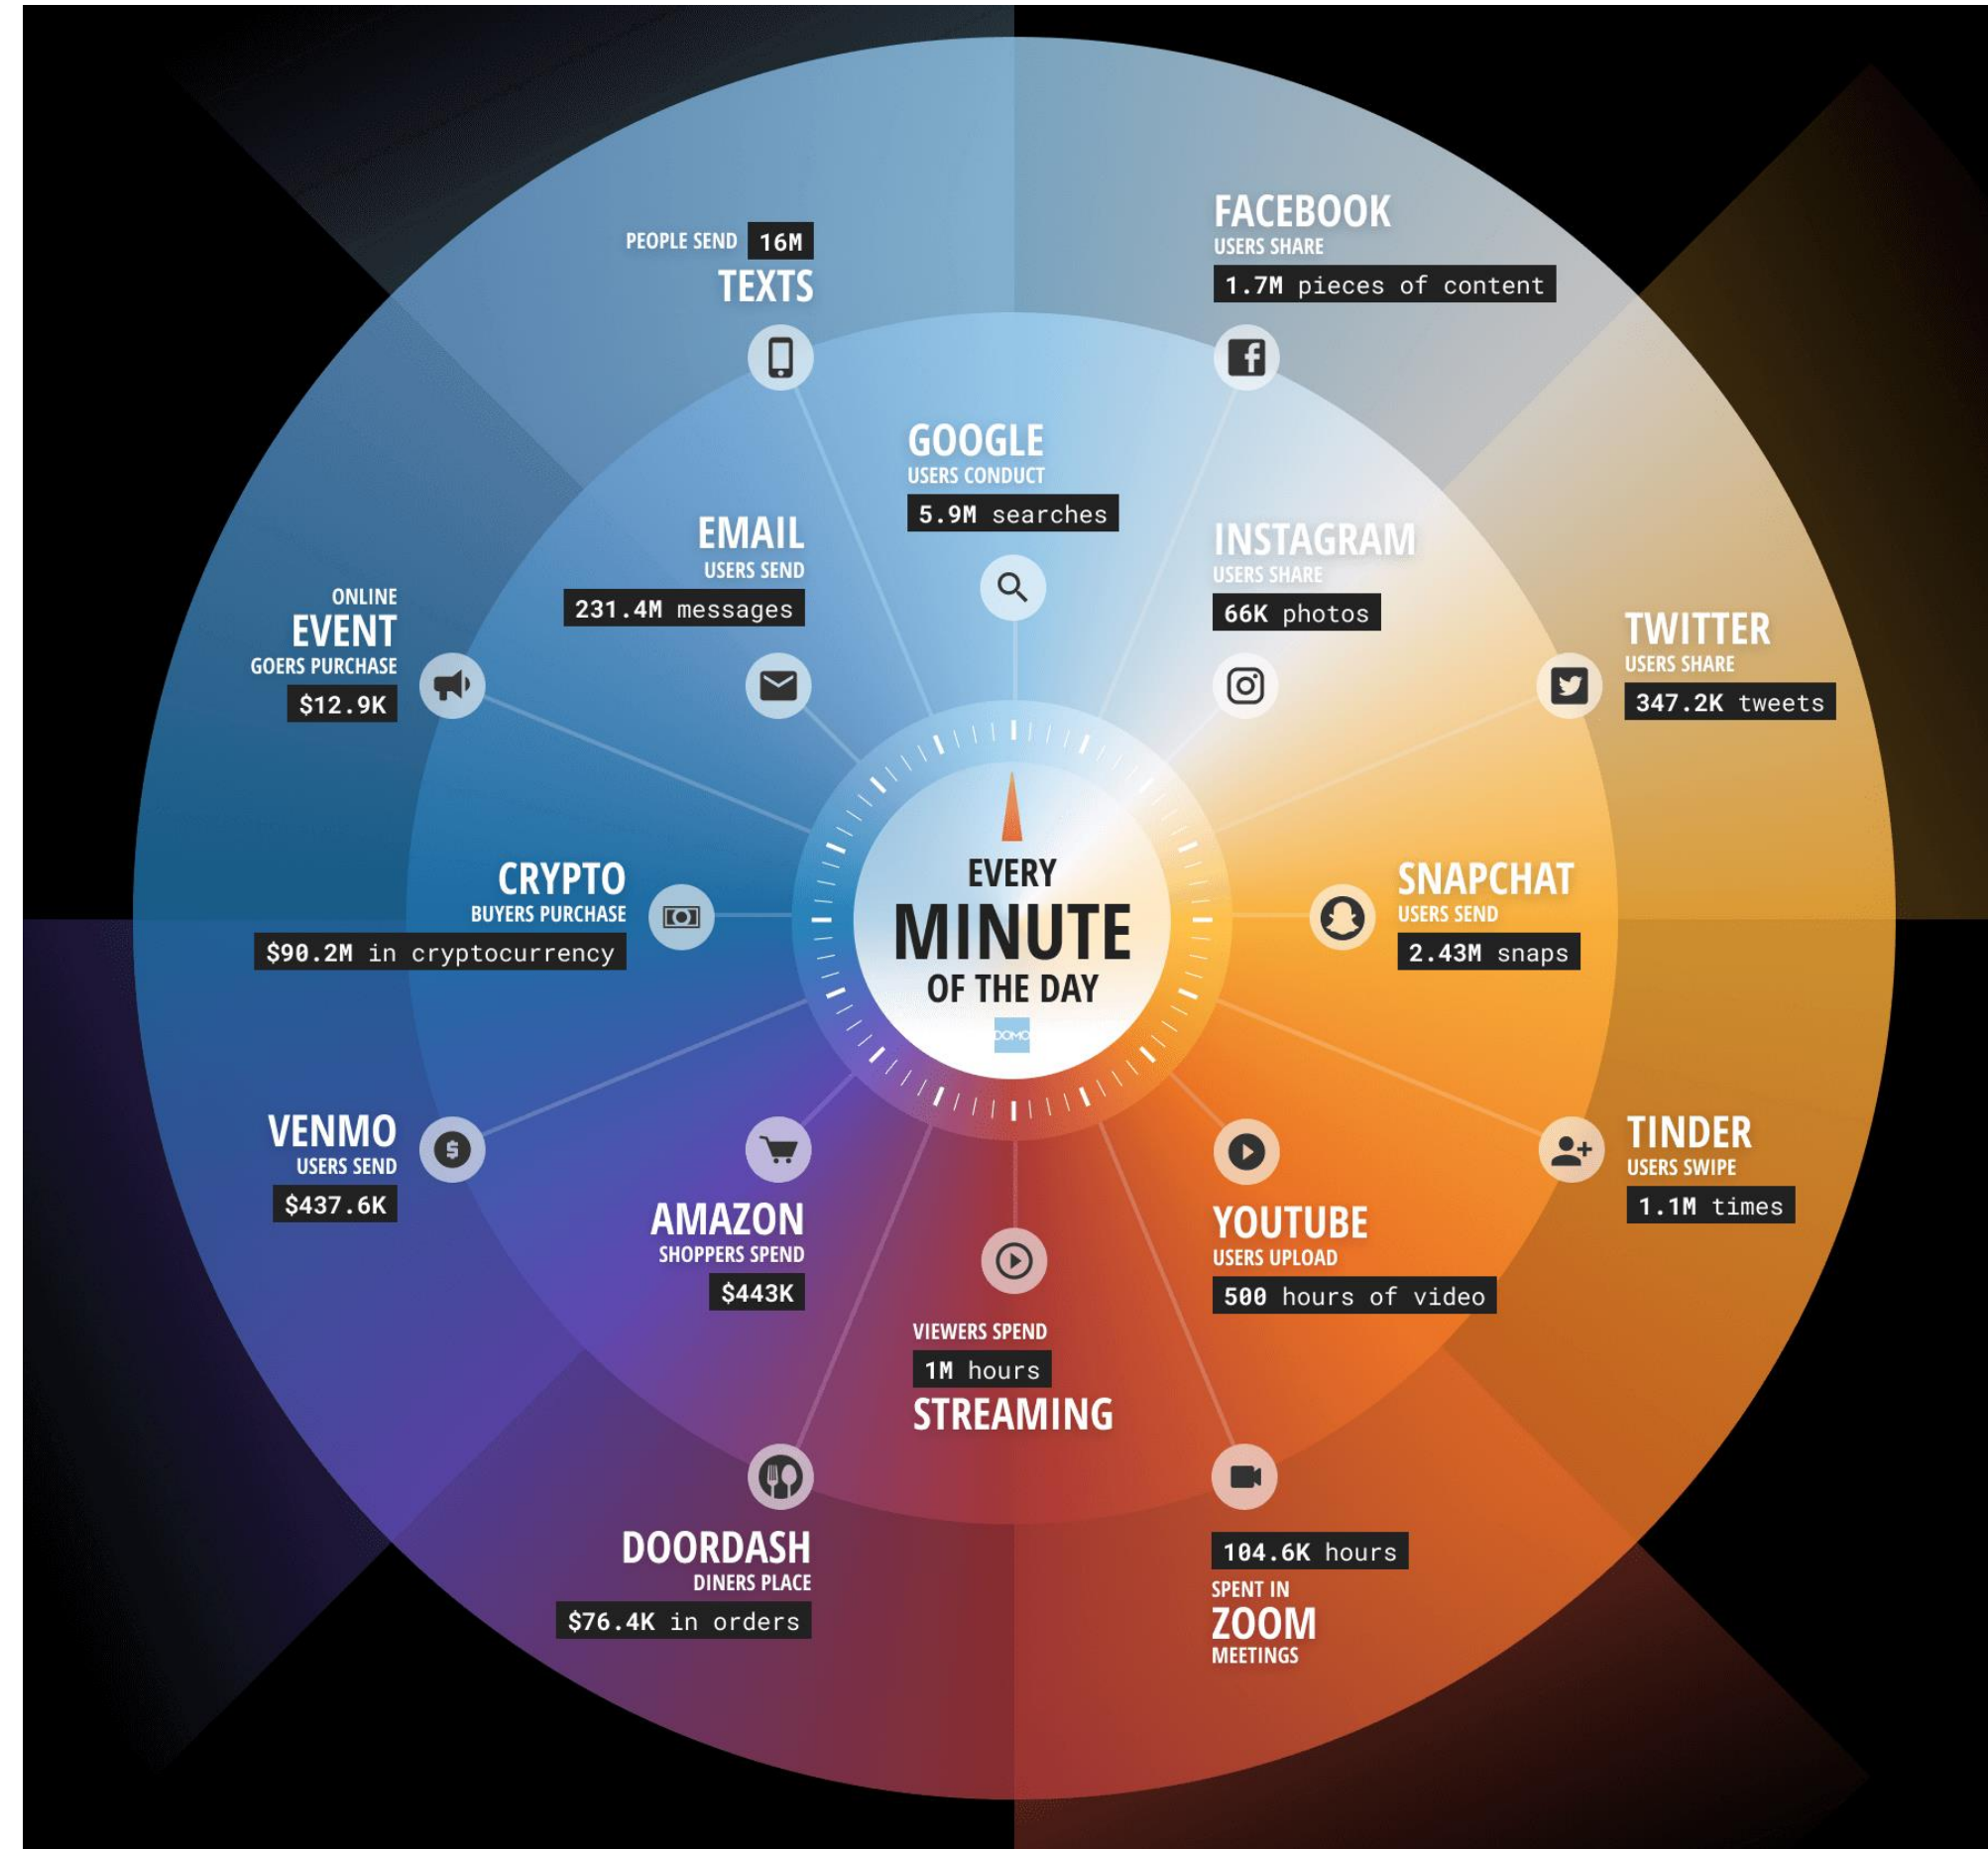 GOOGLE
USERS CONDUCT
5.9M searches
FACEBOOK
USERS SHARE
1.7M pieces of content
INSTAGRAM
USERS SHARE
66K photos
TWITTER
USERS SHARE
347.2K tweets
SNAPCHAT
USERS SEND
2.43M snaps
TINDER
USERS SWIPE
1.1M times
YOUTUBE
USERS UPLOAD
500 hours of video
104.6K hours
SPENT IN
ZOOM
MEETINGS
VIEWERS SPEND
1M hours
STREAMING
DOORDASH
DINERS PLACE
$76.4K in orders
AMAZON
SHOPPERS SPEND
$443K
VENMO
USERS SEND
$437.6K
CRYPTO
BUYERS PURCHASE
$90.2M in cryptocurrency
ONLINE
EVENT
GOERS PURCHASE
$12.9K
EMAIL
USERS SEND
231.4M messages
PEOPLE SEND 16M
TEXTS
EVERY
MINUTE
OF THE DAY
DOMO